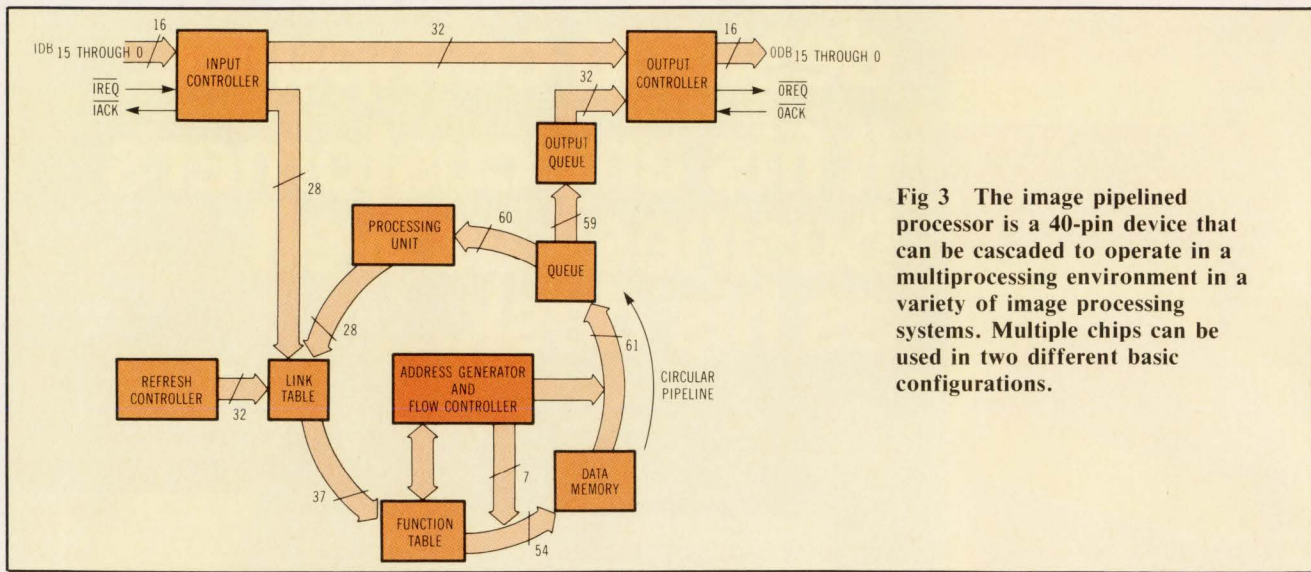 IDB 15 THROUGH 0
16
INPUT
CONTROLLER
32
OUTPUT
CONTROLLER
16
ODB 15 THROUGH 0
IREQ
IACK
OREQ
OACK
32
28
OUTPUT
QUEUE
59
PROCESSING
UNIT
60
QUEUE
28
61
REFRESH
CONTROLLER
32
LINK
TABLE
ADDRESS GENERATOR
AND
FLOW CONTROLLER
CIRCULAR
PIPELINE
7
37
DATA
MEMORY
FUNCTION
TABLE
54
Fig 3 The image pipelined
processor is a 40-pin device that
can be cascaded to operate in a
multiprocessing environment in a
variety of image processing
systems. Multiple chips can be
used in two different basic
configurations.